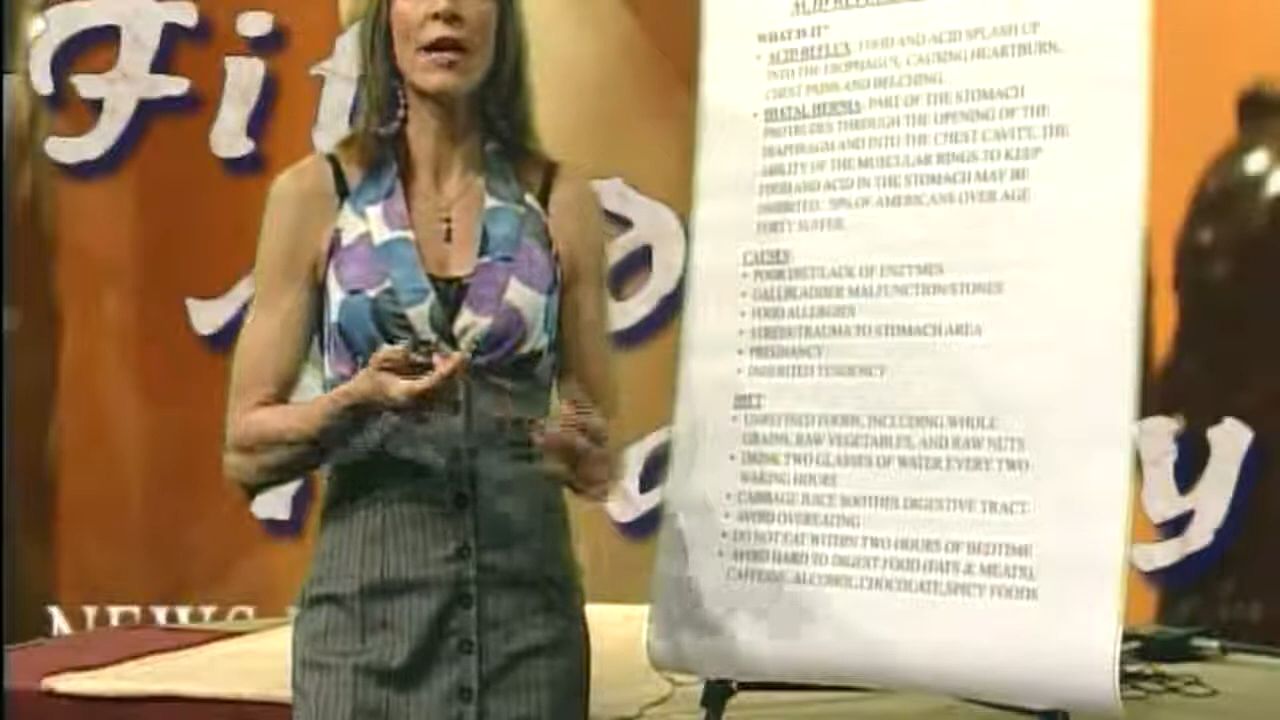 Fit
WHAT IS IT"
• ACID REFLUX: FOOD AND ACID SPLASH UP
INTO THE ESOPHAGUS, CAUSING HEARTBURN,
CHEST PAINS AND BELCHING.
• HIATAL HERNIA: PART OF THE STOMACH
PROTRUDES THROUGH THE OPENING OF THE
DIAPHRAGM AND INTO THE CHEST CAVITY. THE
ABILITY OF THE MUSCULAR RINGS TO KEEP
FOOD AND ACID IN THE STOMACH MAY BE
INHIBITED. 50% OF AMERICANS OVER AGE
FORTY SUFFER.
CAUSES:
• POOR DIET/LACK OF ENZYMES
• GALLBLADDER MALFUNCTION/STONES
• FOOD ALLERGIES
• STRESS/TRAUMA TO STOMACH AREA
• PREGNANCY
• INHERITED TENDENCY
DIET:
• UNREFINED FOODS, INCLUDING WHOLE
GRAINS, RAW VEGETABLES, AND RAW NUTS
• DRINK TWO GLASSES OF WATER EVERY TWO
WAKING HOURS
• CABBAGE JUICE SOOTHES DIGESTIVE TRACT
• AVOID OVEREATING
• DO NOT EAT WITHIN TWO HOURS OF BEDTIME
• AVOID HARD TO DIGEST FOOD (FATS & MEATS),
CAFFEINE, ALCOHOL, CHOCOLATE, SPICY FOODS
NEWS